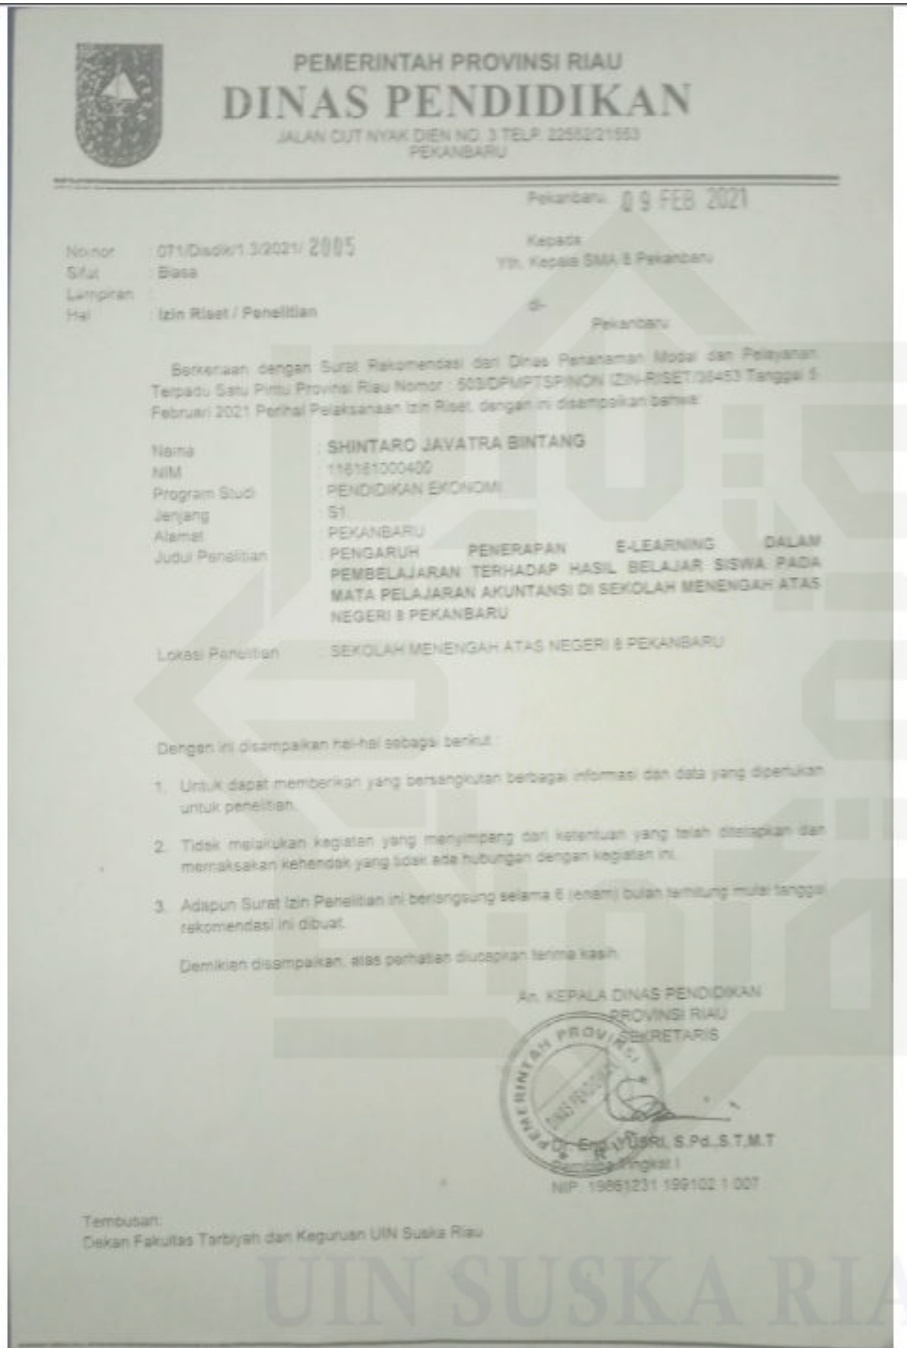 PEMERINTAH PROVINSI RIAU
DINAS PENDIDIKAN
JALAN CUT NYAK DIEN NO. 3 TELP. 22552/21553
PEKANBARU
Pekanbaru, 09 FEB 2021
Nomor : 071/Disdik/1.3/2021/ 2005
Sifat : Biasa
Lampiran :
Hal : Izin Riset / Penelitian
Kepada
Yth. Kepala SMA 8 Pekanbaru
di-
Pekanbaru
Berkenaan dengan Surat Rekomendasi dari Dinas Penanaman Modal dan Pelayanan
Terpadu Satu Pintu Provinsi Riau Nomor : 503/DPMPTSP/NON IZIN-RISET/38453 Tanggal 5
Februari 2021 Perihal Pelaksanaan Izin Riset, dengan ini disampaikan bahwa:
Nama : SHINTARO JAVATRA BINTANG
NIM : 116161000400
Program Studi : PENDIDIKAN EKONOMI
Jenjang : S1
Alamat : PEKANBARU
Judul Penelitian : PENGARUH PENERAPAN E-LEARNING DALAM
PEMBELAJARAN TERHADAP HASIL BELAJAR SISWA PADA
MATA PELAJARAN AKUNTANSI DI SEKOLAH MENENGAH ATAS
NEGERI 8 PEKANBARU
Lokasi Penelitian : SEKOLAH MENENGAH ATAS NEGERI 8 PEKANBARU
Dengan ini disampaikan hal-hal sebagai berikut :
1. Untuk dapat memberikan yang bersangkutan berbagai informasi dan data yang diperlukan
untuk penelitian.
2. Tidak melakukan kegiatan yang menyimpang dari ketentuan yang telah ditetapkan dan
memaksakan kehendak yang tidak ada hubungan dengan kegiatan ini.
3. Adapun Surat Izin Penelitian ini berlangsung selama 6 (enam) bulan terhitung mulai tanggal
rekomendasi ini dibuat.
Demikian disampaikan, atas perhatian diucapkan terima kasih.
An. KEPALA DINAS PENDIDIKAN
PROVINSI RIAU
SEKRETARIS
PEMERINTAH PROVINSI
DINAS PENDIDIKAN
RIAU
Dr. Eng. YUSRI, S.Pd.,S.T,M.T
Pembina Tingkat I
NIP. 19661231 199102 1 007
Tembusan:
Dekan Fakultas Tarbiyah dan Keguruan UIN Suska Riau
UIN SUSKA RIA